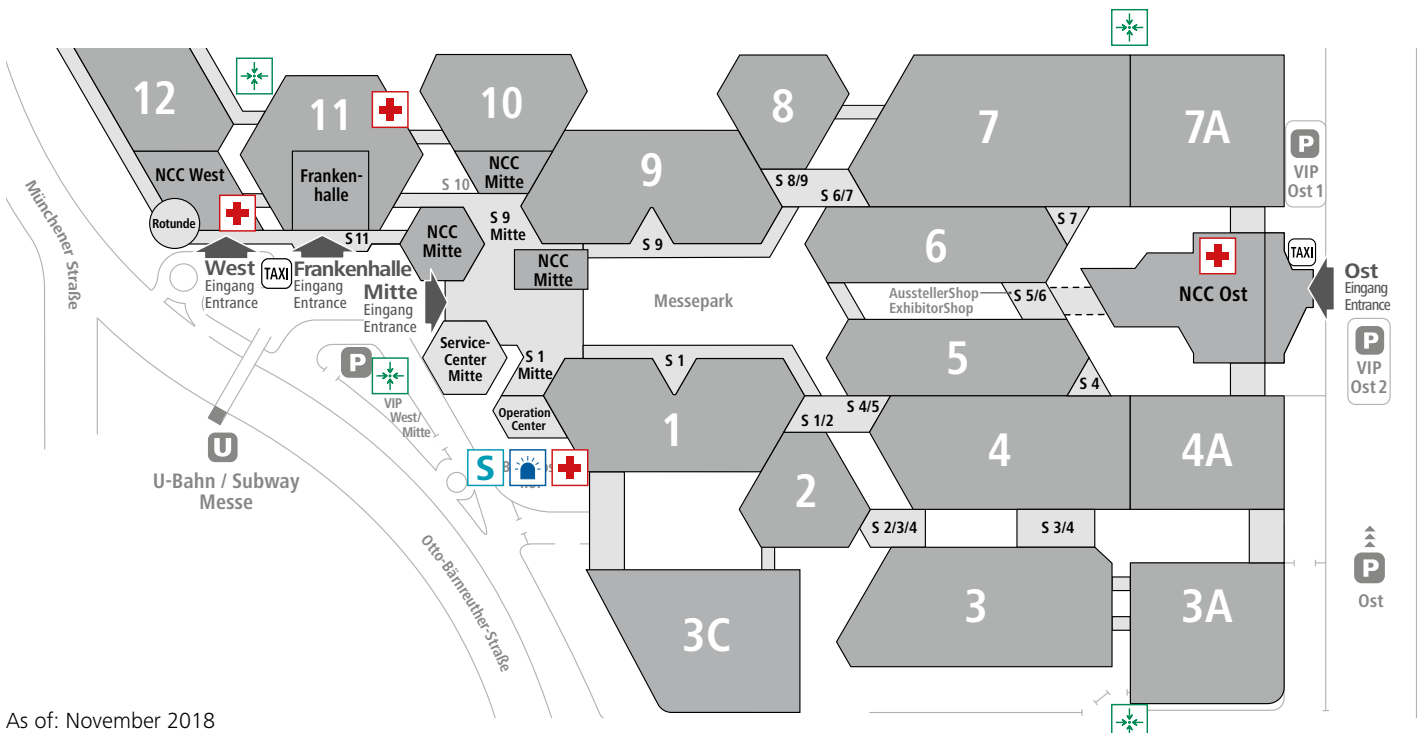 12
11
10
8
7
7A
P
VIP
Ost 1
NCC West
Franken-
halle
NCC
Mitte
S 10
9
S 8/9
S 6/7
Münchener Straße
Rotunde
S 11
NCC
Mitte
S 9
Mitte
S 9
NCC
Mitte
6
S 7
TAXI
NCC Ost
Ost
Eingang
Entrance
West
Eingang
Entrance
TAXI
Frankenhalle
Eingang
Entrance
Mitte
Eingang
Entrance
Messepark
AusstellerShop
ExhibitorShop
S 5/6
P
VIP
Ost 2
Service-
Center
Mitte
S 1
Mitte
S 1
5
S 4
P
VIP
West/
Mitte
Operation
Center
1
S 1/2
S 4/5
4
4A
U
U-Bahn / Subway
Messe
S
2
S 2/3/4
S 3/4
Otto-Bärnreuther-Straße
P
Ost
3C
3
3A
As of: November 2018